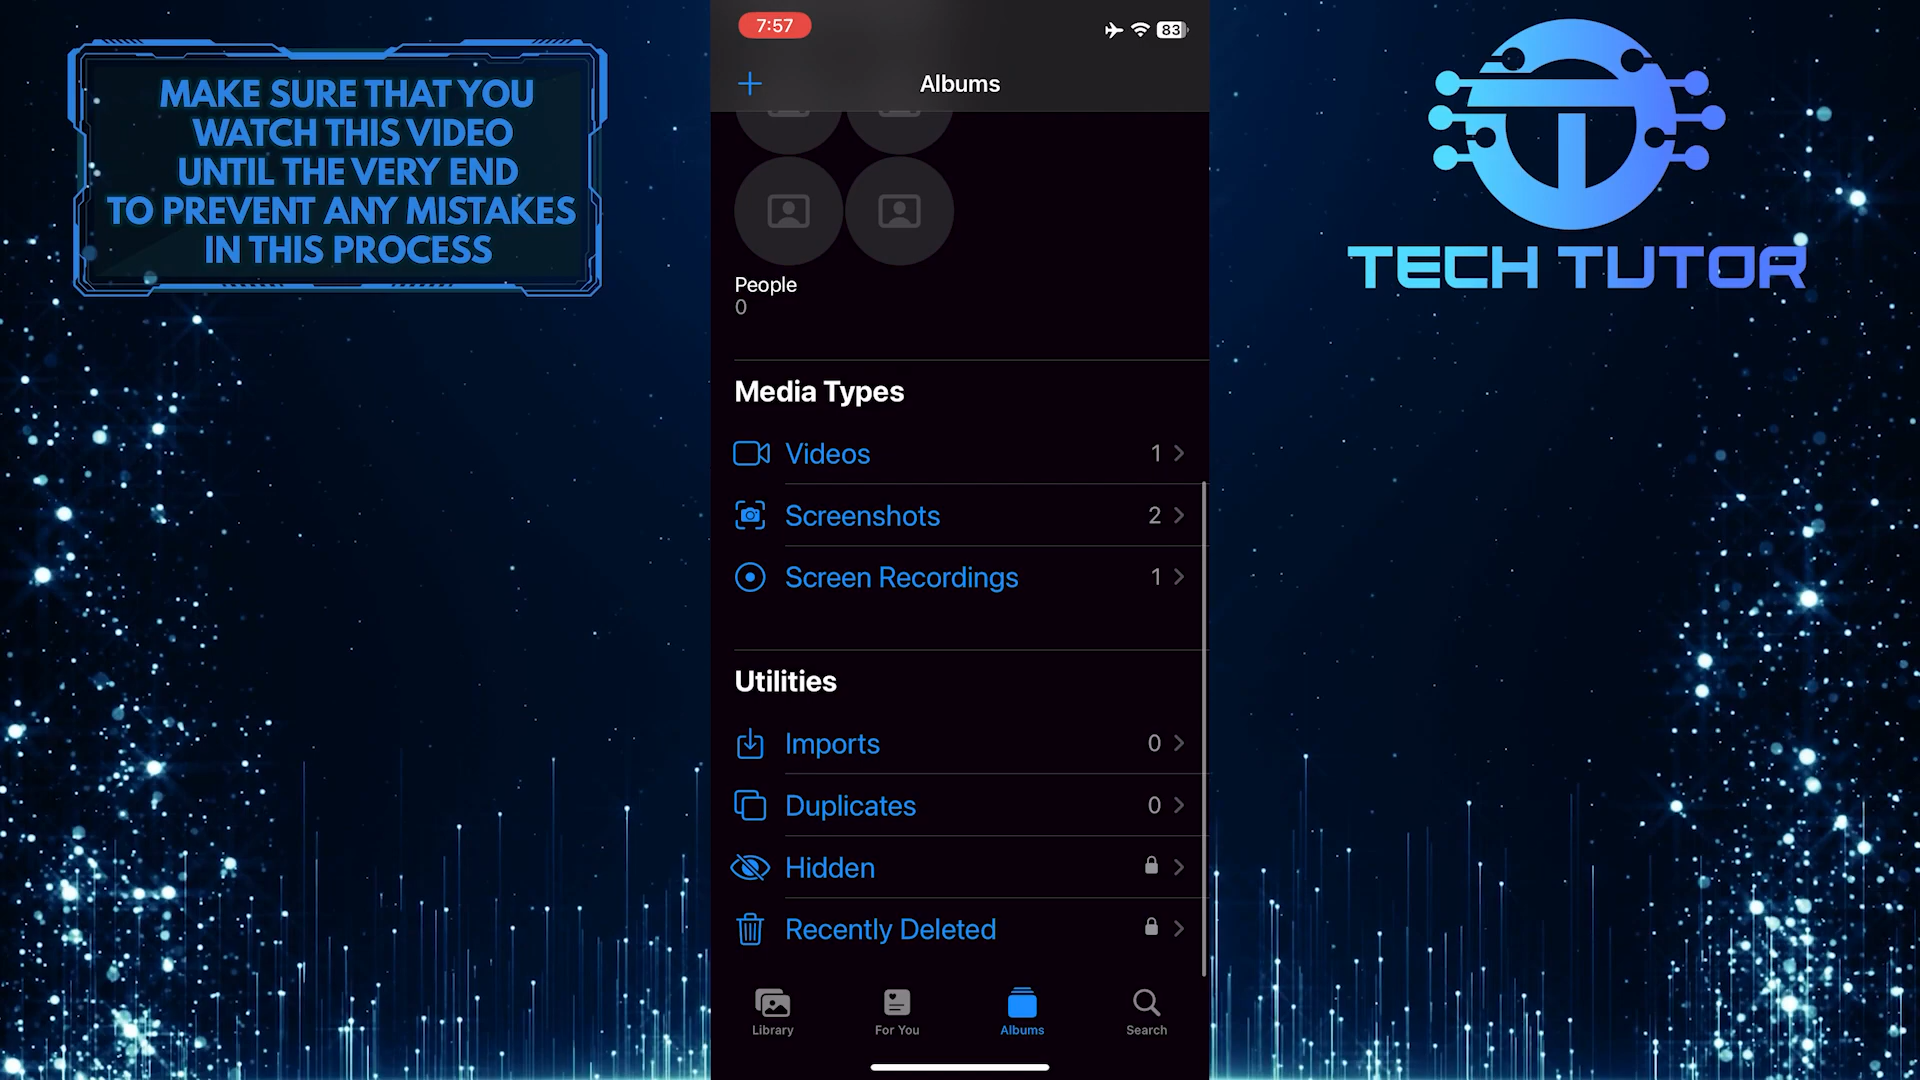 MAKE SURE THAT YOU
WATCH THIS VIDEO
UNTIL THE VERY END
TO PREVENT ANY MISTAKES
IN THIS PROCESS
7:57
83
Albums
People
0
Media Types
Videos 1
Screenshots 2
Screen Recordings 1
Utilities
Imports 0
Duplicates 0
Hidden
Recently Deleted
Library For You Albums Search
TECH TUTOR